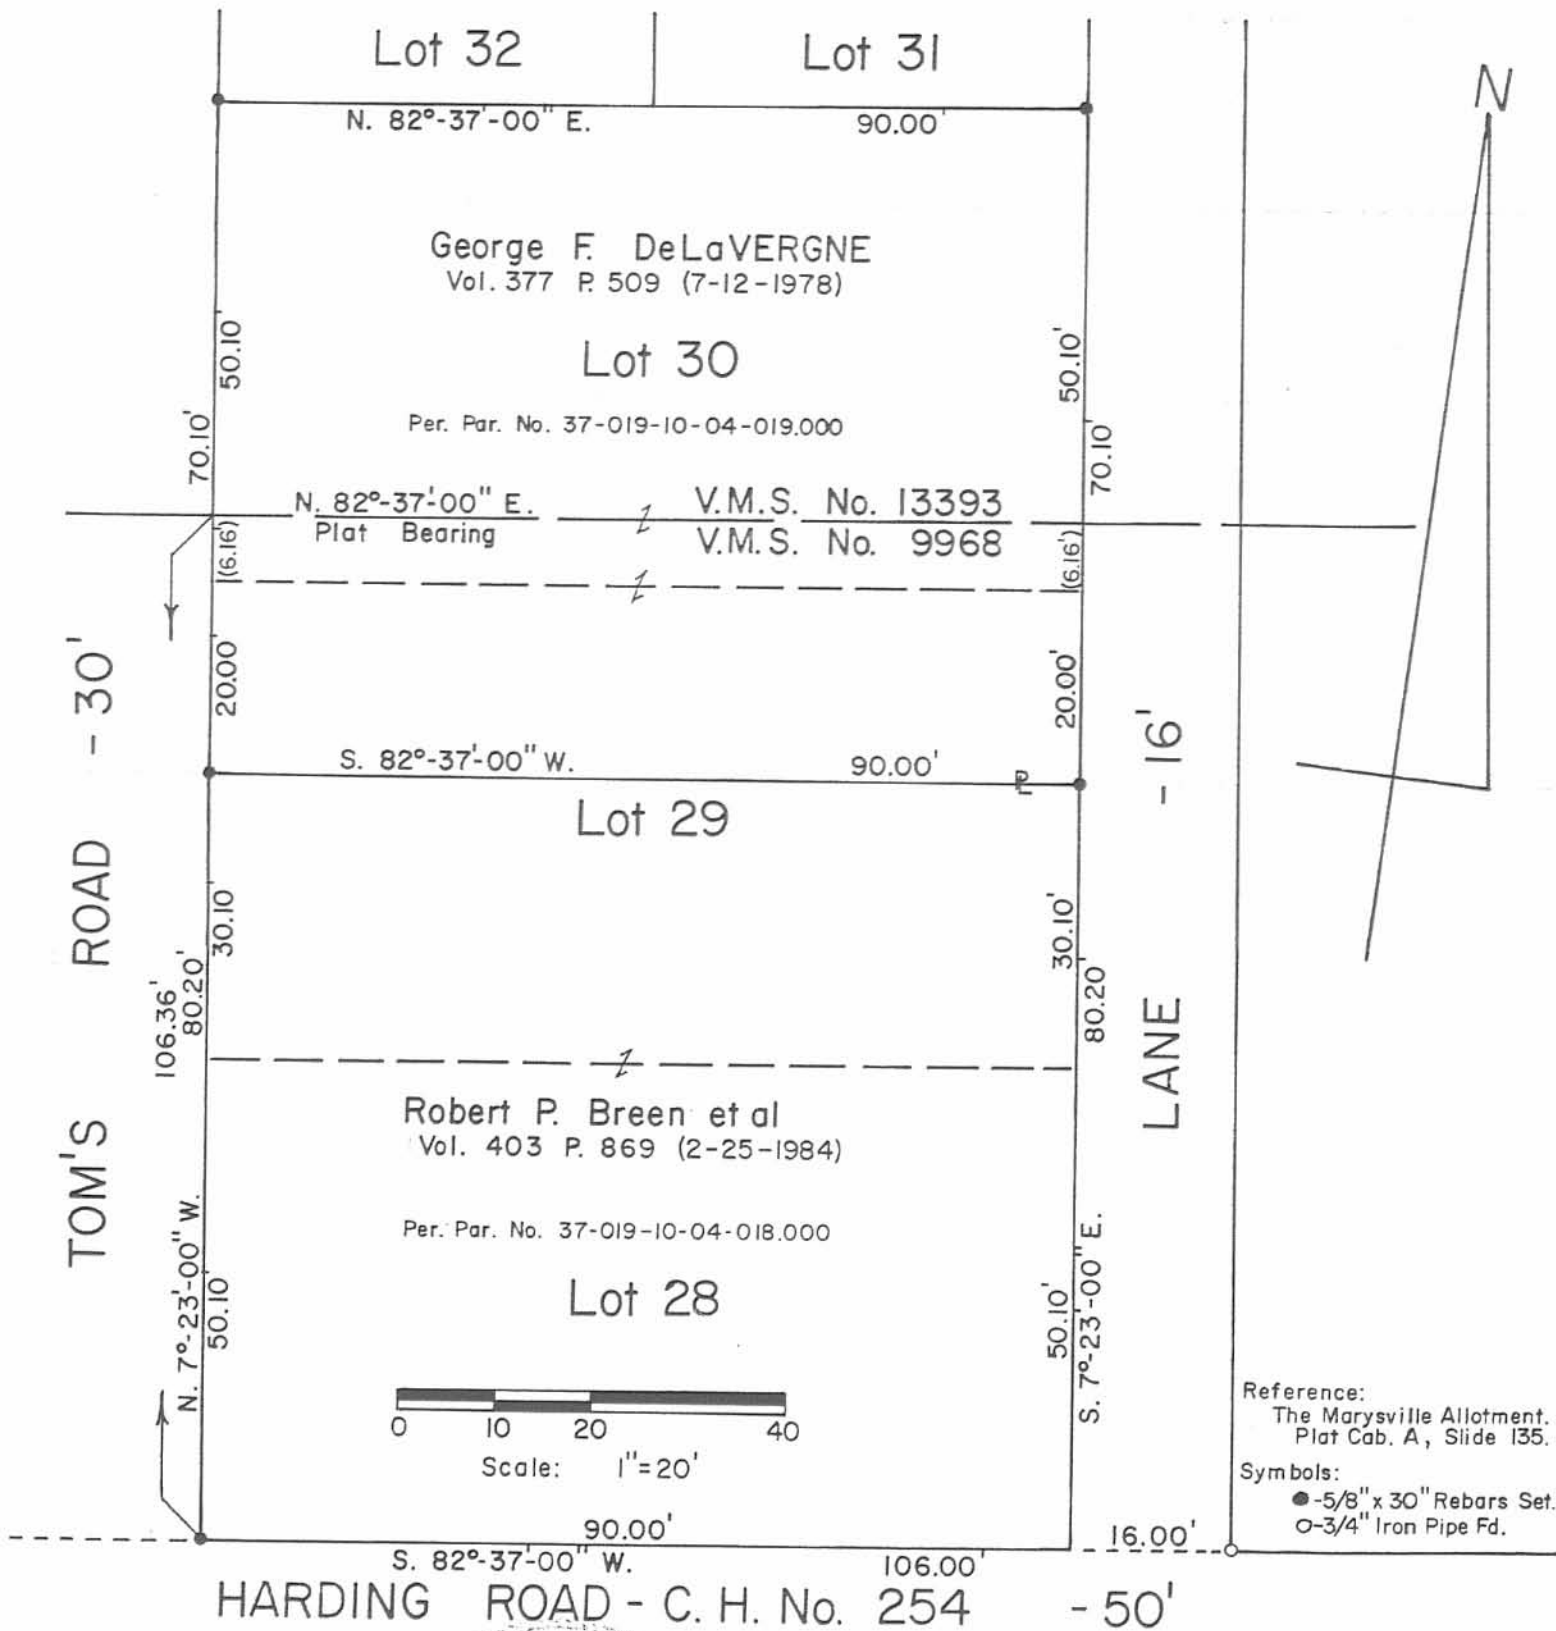 Lot 32
Lot 31
N
N. 82°-37'-00" E.
90.00'
George F. DeLaVERGNE
Vol. 377 P. 509 (7-12-1978)
50.10'
50.10'
Lot 30
70.10'
Per. Par. No. 37-019-10-04-019.000
70.10'
N. 82°-37'-00" E.
Plat Bearing
V.M.S. No. 13393
V.M.S. No. 9968
(6.16')
(6.16')
20.00'
20.00'
TOM'S ROAD - 30'
LANE - 16'
S. 82°-37'-00" W.
90.00'
PL
Lot 29
30.10'
30.10'
106.36'
80.20'
80.20
Robert P. Breen et al
Vol. 403 P. 869 (2-25-1984)
Per. Par. No. 37-019-10-04-018.000
N. 7°-23'-00" W.
50.10
Lot 28
50.10'
S. 7°-23'-00" E.
0 10 20 40
Scale: 1"=20'
Reference:
The Marysville Allotment.
Plat Cab. A, Slide 135.
Symbols:
●-5/8" x 30" Rebars Set.
O-3/4" Iron Pipe Fd.
90.00'
16.00'
S. 82°-37'-00" W.
106.00'
HARDING ROAD - C. H. No. 254 - 50'